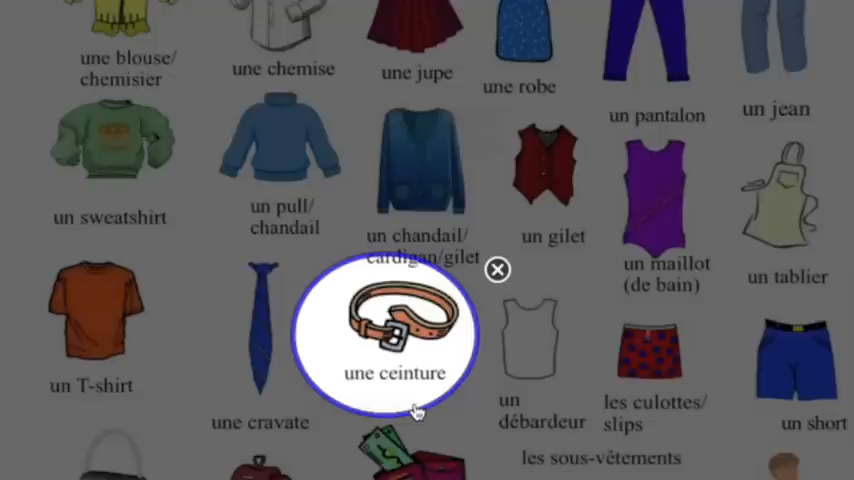 une blouse/
chemisier
une chemise
une jupe
une robe
un pantalon
un jean
un sweatshirt
un pull/
chandail
un chandail/
cardigan/gilet
un gilet
un maillot
(de bain)
un tablier
un T-shirt
une cravate
une ceinture
un
débardeur
les culottes/
slips
un short
les sous-vêtements